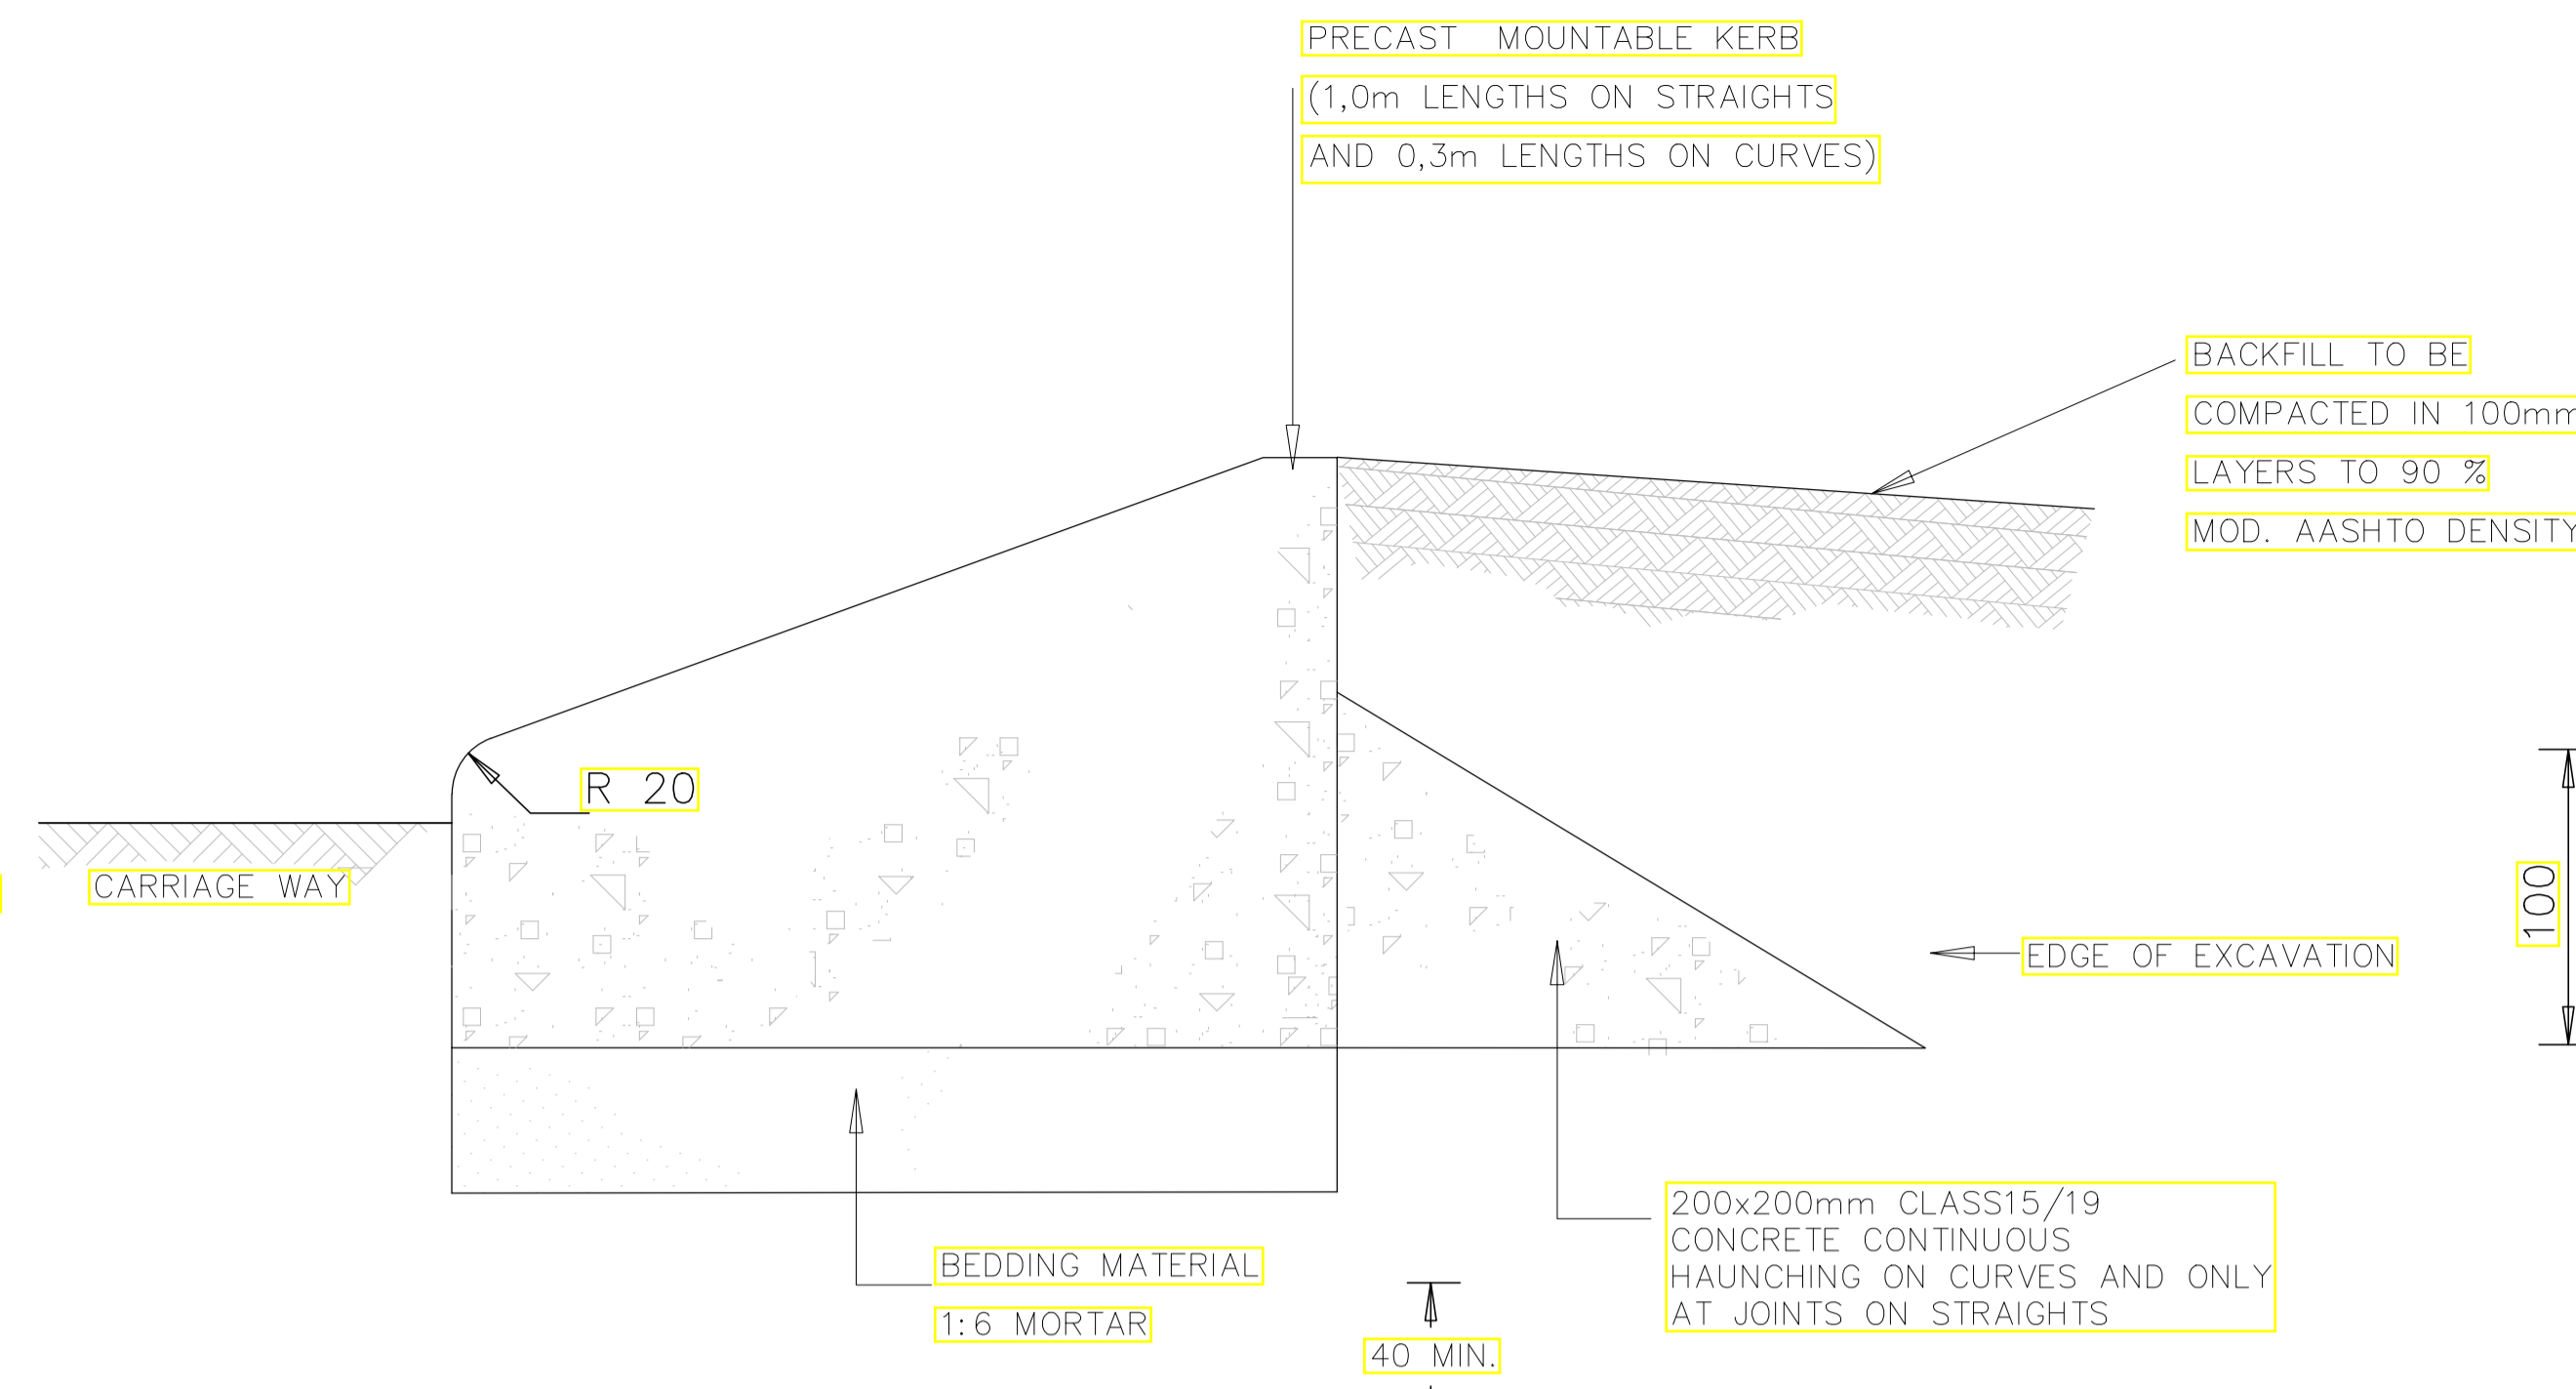 PRECAST MOUNTABLE KERB
(1,0m LENGTHS ON STRAIGHTS
AND 0,3m LENGTHS ON CURVES)
BACKFILL TO BE
COMPACTED IN 100mm
LAYERS TO 90 %
MOD. AASHTO DENSITY
R 20
CARRIAGE WAY
100
EDGE OF EXCAVATION
200x200mm CLASS15/19
CONCRETE CONTINUOUS
HAUNCHING ON CURVES AND ONLY
AT JOINTS ON STRAIGHTS
BEDDING MATERIAL
1:6 MORTAR
40 MIN.